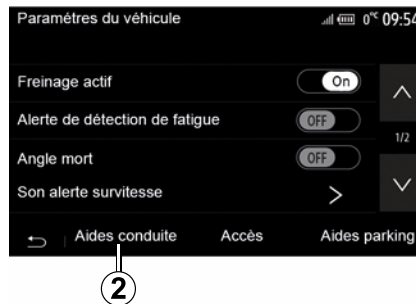 Paramètres du véhicule 0°C 09:54
Freinage actif On
Alerte de détection de fatigue OFF
1/2
Angle mort OFF
Son alerte survitesse
Aides conduite Accès Aides parking
2